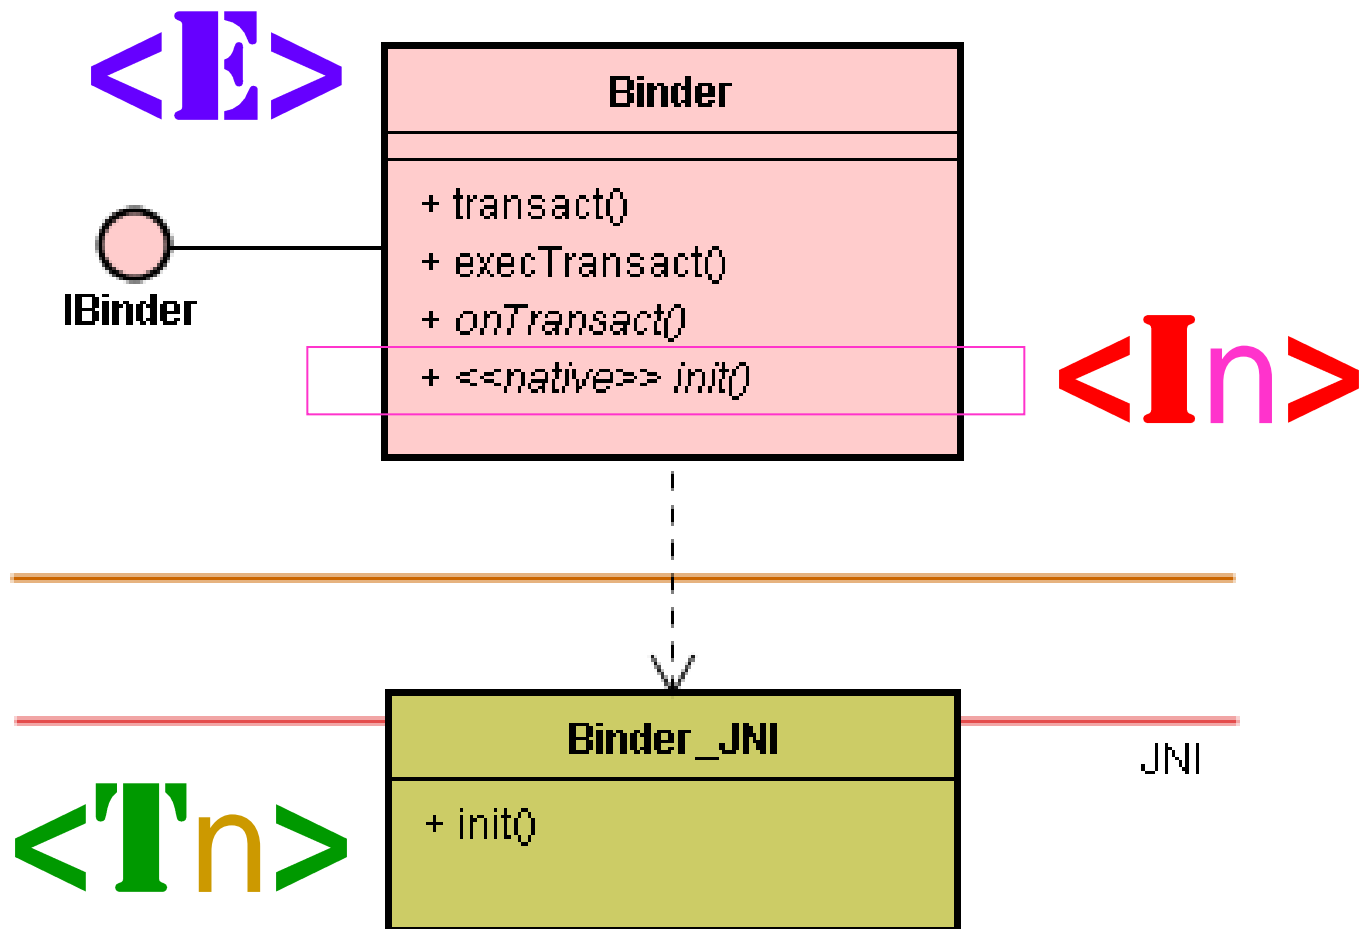 <E>
Binder
+ transact()
+ execTransact()
IBinder
+ onTransact()
+ <<native>> init()
<In>
Binder_JNI
JNI
<Tn>
+ init()